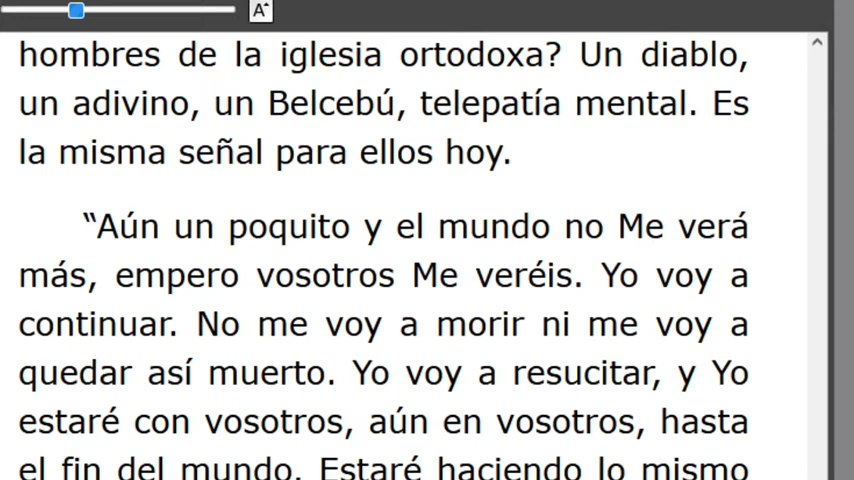 A
hombres de la iglesia ortodoxa? Un diablo,
un adivino, un Belcebú, telepatía mental. Es
la misma señal para ellos hoy.
“Aún un poquito y el mundo no Me verá
más, empero vosotros Me veréis. Yo voy a
continuar. No me voy a morir ni me voy a
quedar así muerto. Yo voy a resucitar, y Yo
estaré con vosotros, aún en vosotros, hasta
el fin del mundo. Estaré haciendo lo mismo